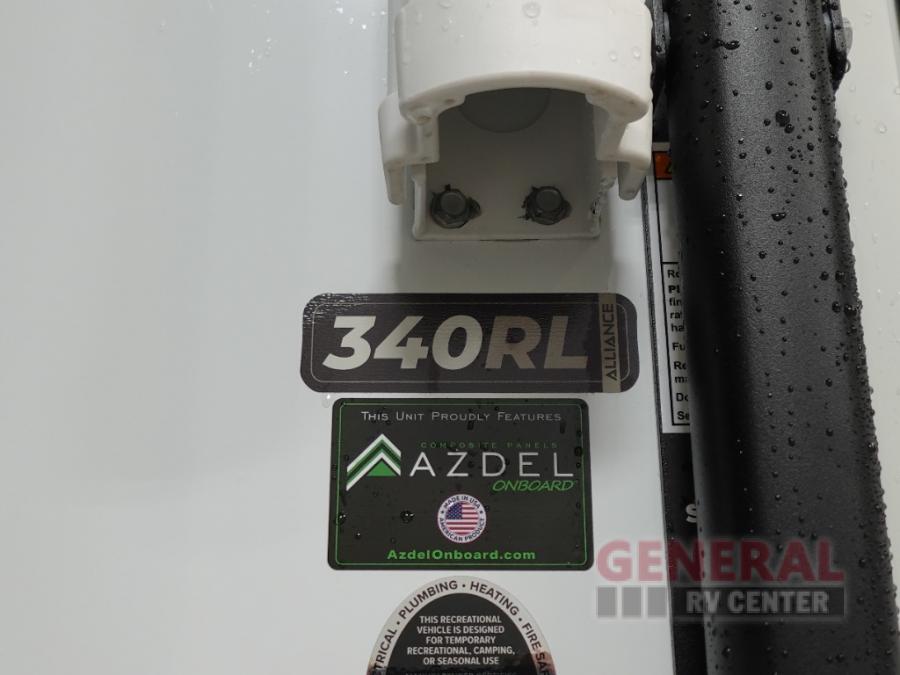 340RL
ALLIANCE
THIS UNIT PROUDLY FEATURES
COMPOSITE PANELS
AZDEL
ONBOARD
MADE IN USA
AMERICAN PRODUCT
AzdelOnboard.com
PLUMBING • HEATING •
THIS RECREATIONAL
VEHICLE IS DESIGNED
FOR TEMPORARY
RECREATIONAL, CAMPING,
OR SEASONAL USE
GENERAL
RV CENTER